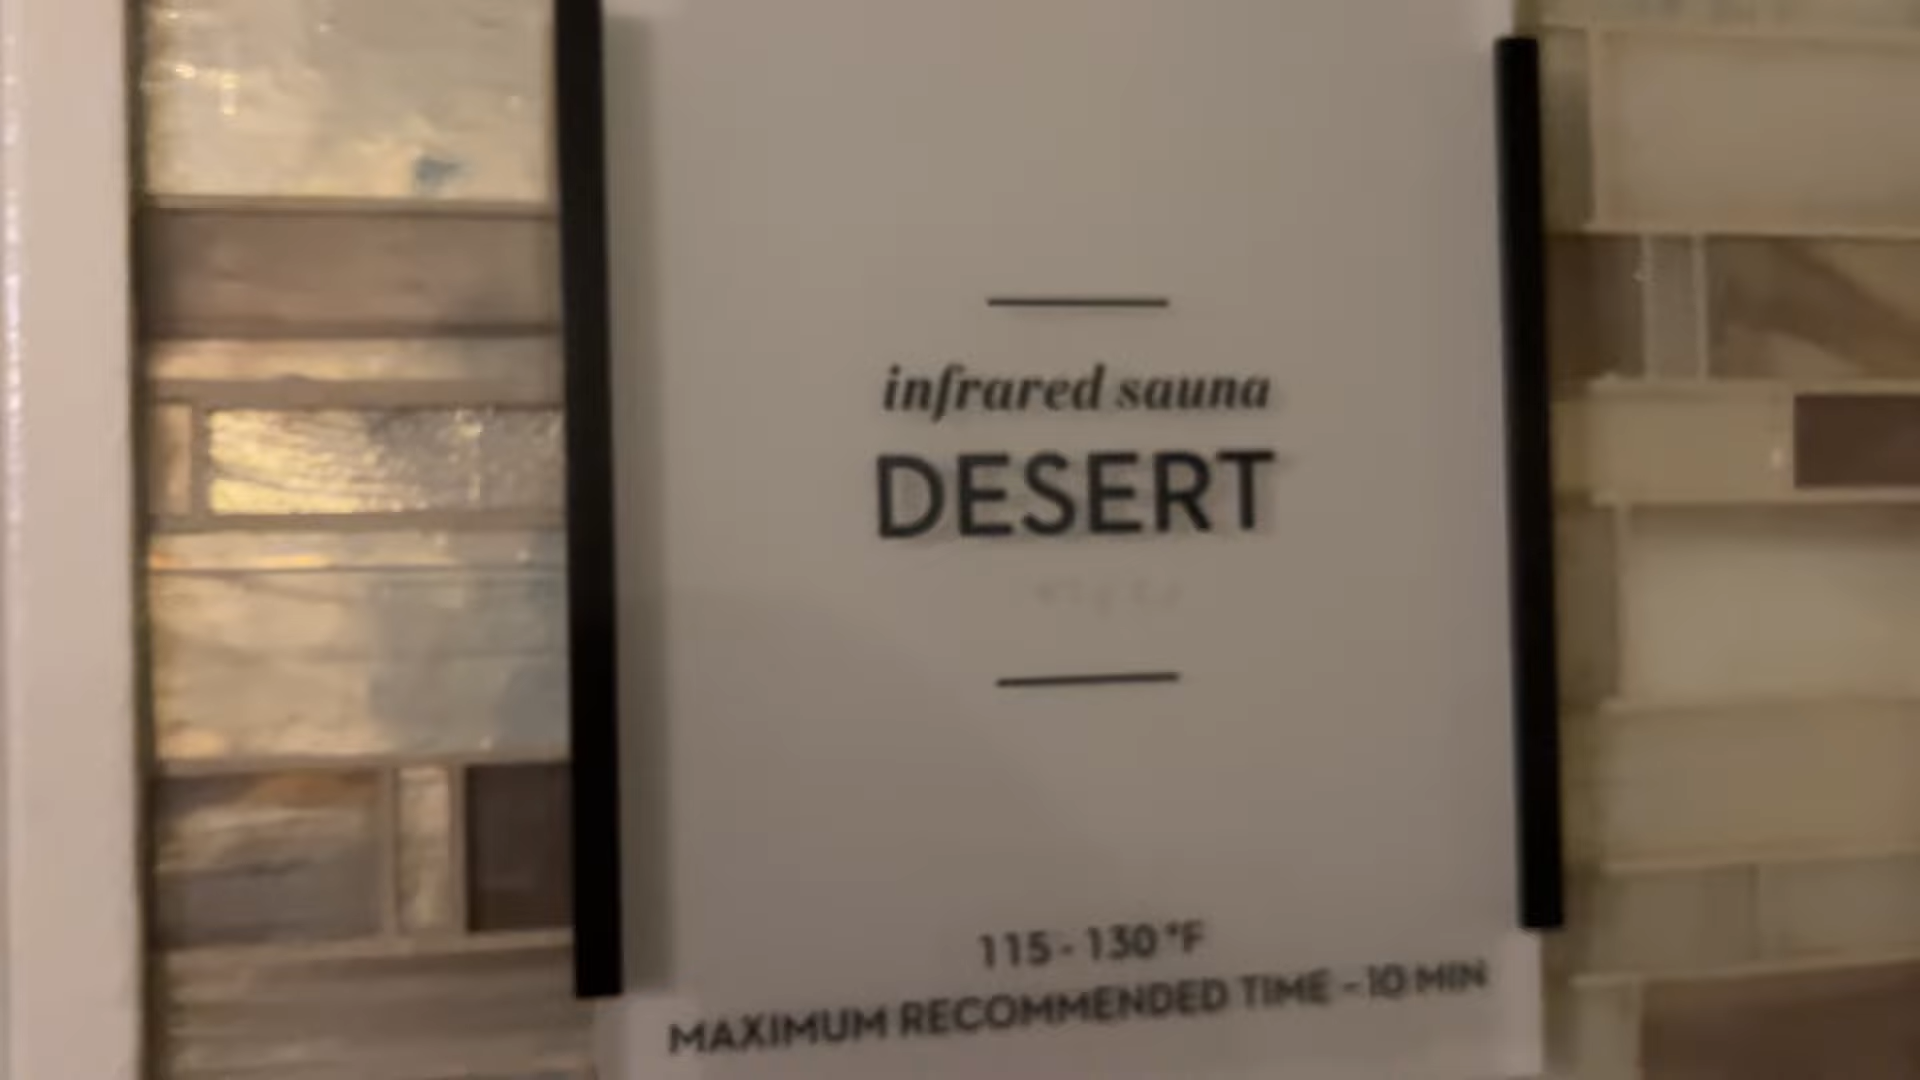 infrared sauna
DESERT
115 - 130 °F
MAXIMUM RECOMMENDED TIME - 10 MIN